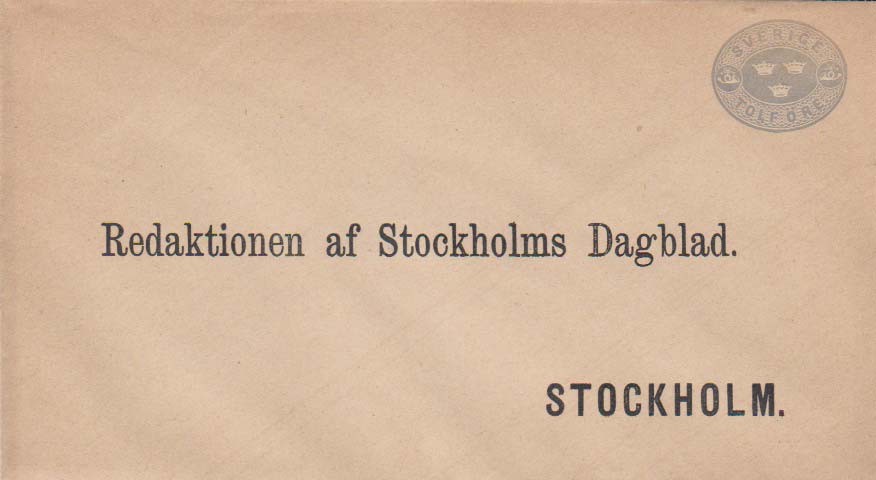 SVERIGE
TOLF ÖRE.
Redaktionen af Stockholms Dagblad.
STOCKHOLM.